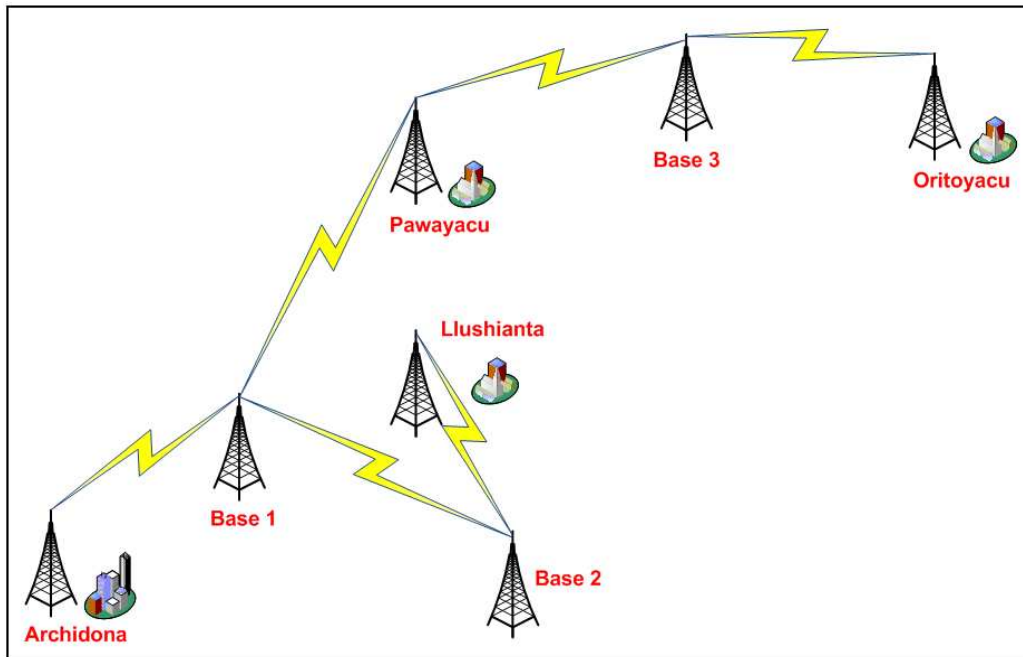 Base 3
Oritoyacu
Pawayacu
Llushianta
Base 1
Base 2
Archidona